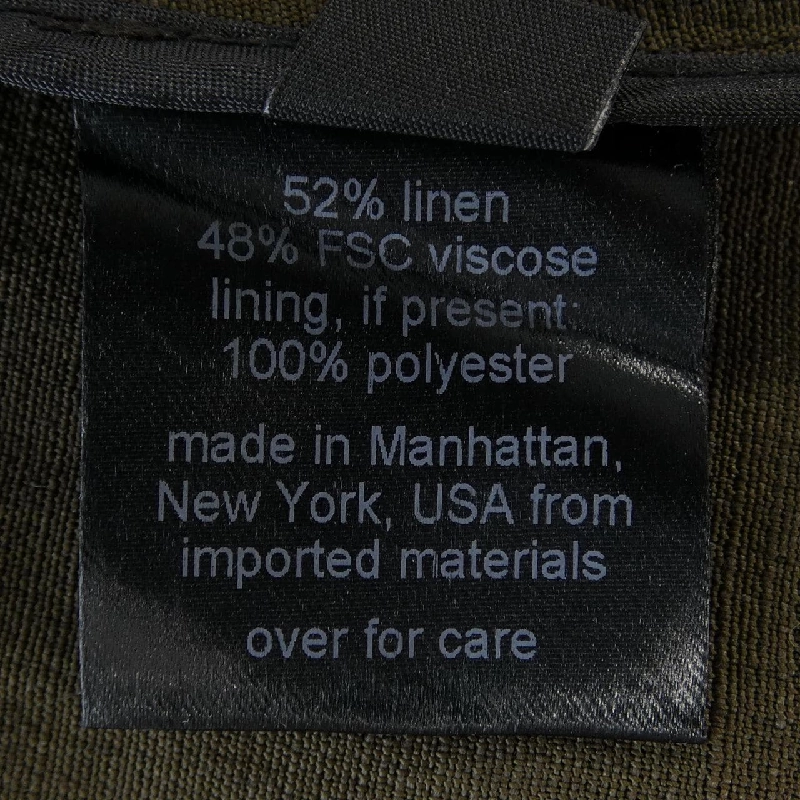 52% linen
48% FSC viscose
lining, if present:
100% polyester
made in Manhattan,
New York, USA from
imported materials
over for care